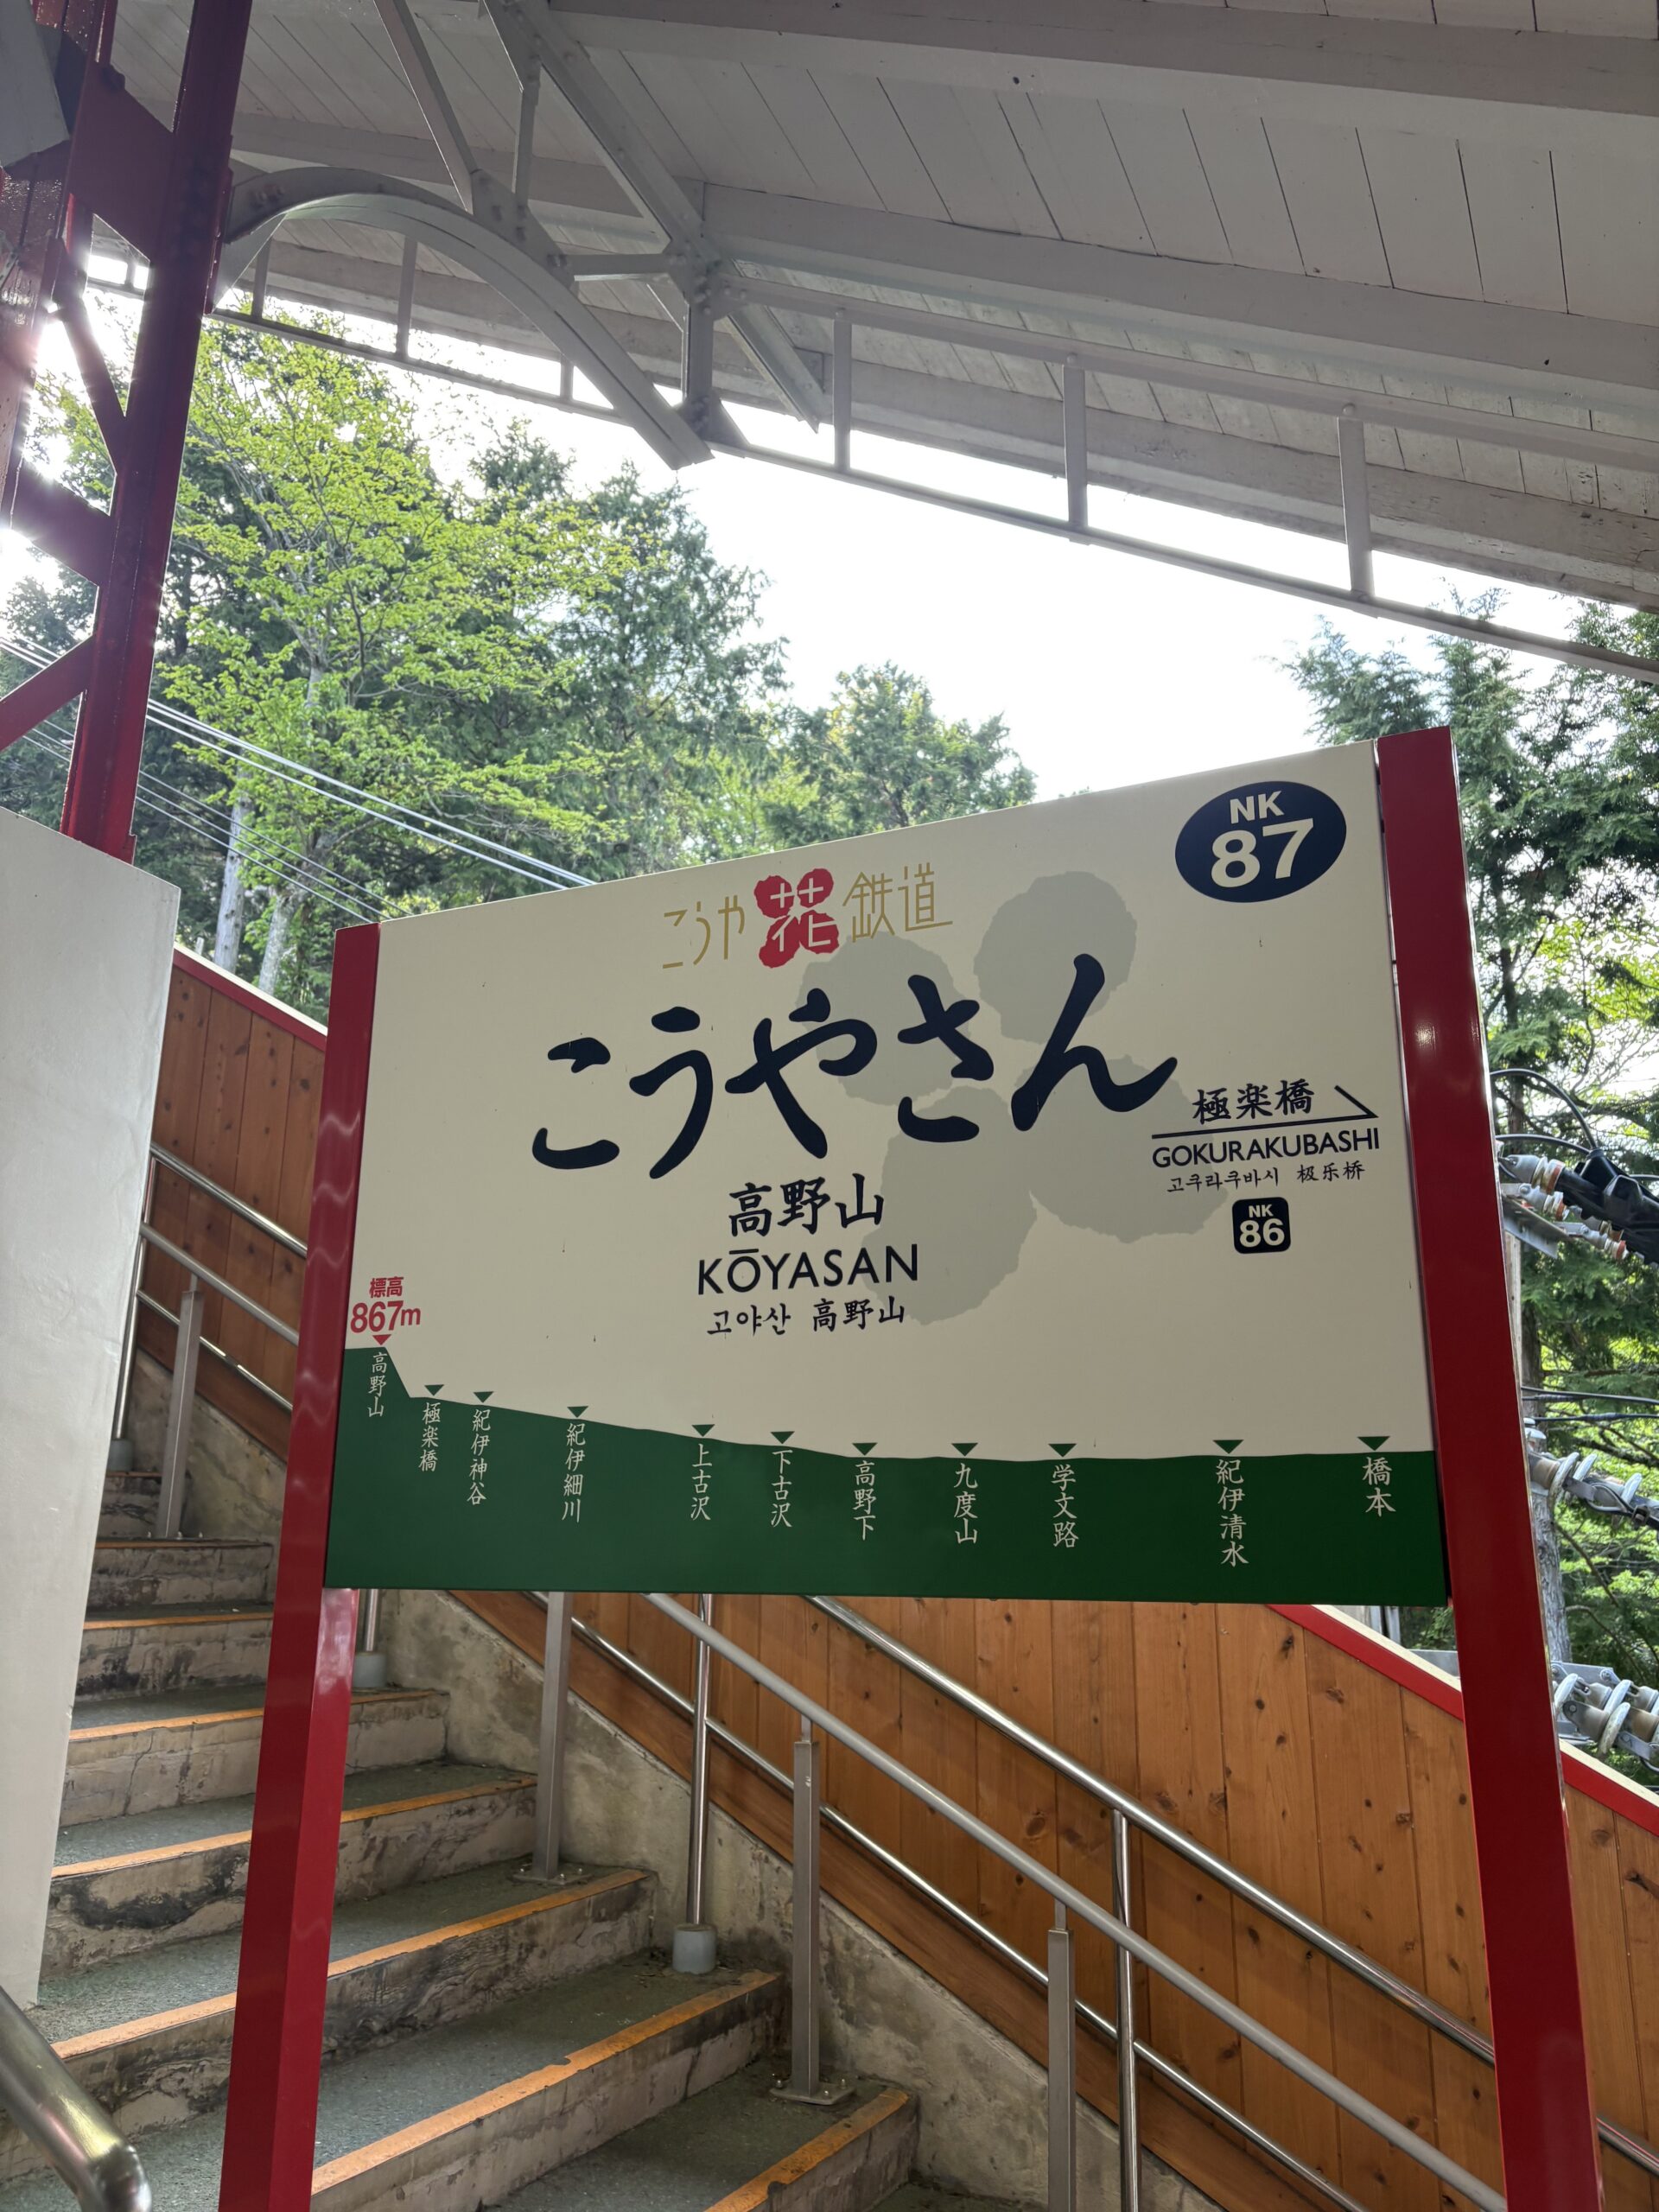 NK
87
こうや花鉄道
こうやさん
高野山
KŌYASAN
고야산 高野山
極楽橋
GOKURAKUBASHI
고쿠라쿠바시 极乐桥
NK
86
標高
867m
高野山
極楽橋
紀伊神谷
紀伊細川
上古沢
下古沢
高野下
九度山
学文路
紀伊清水
橋本